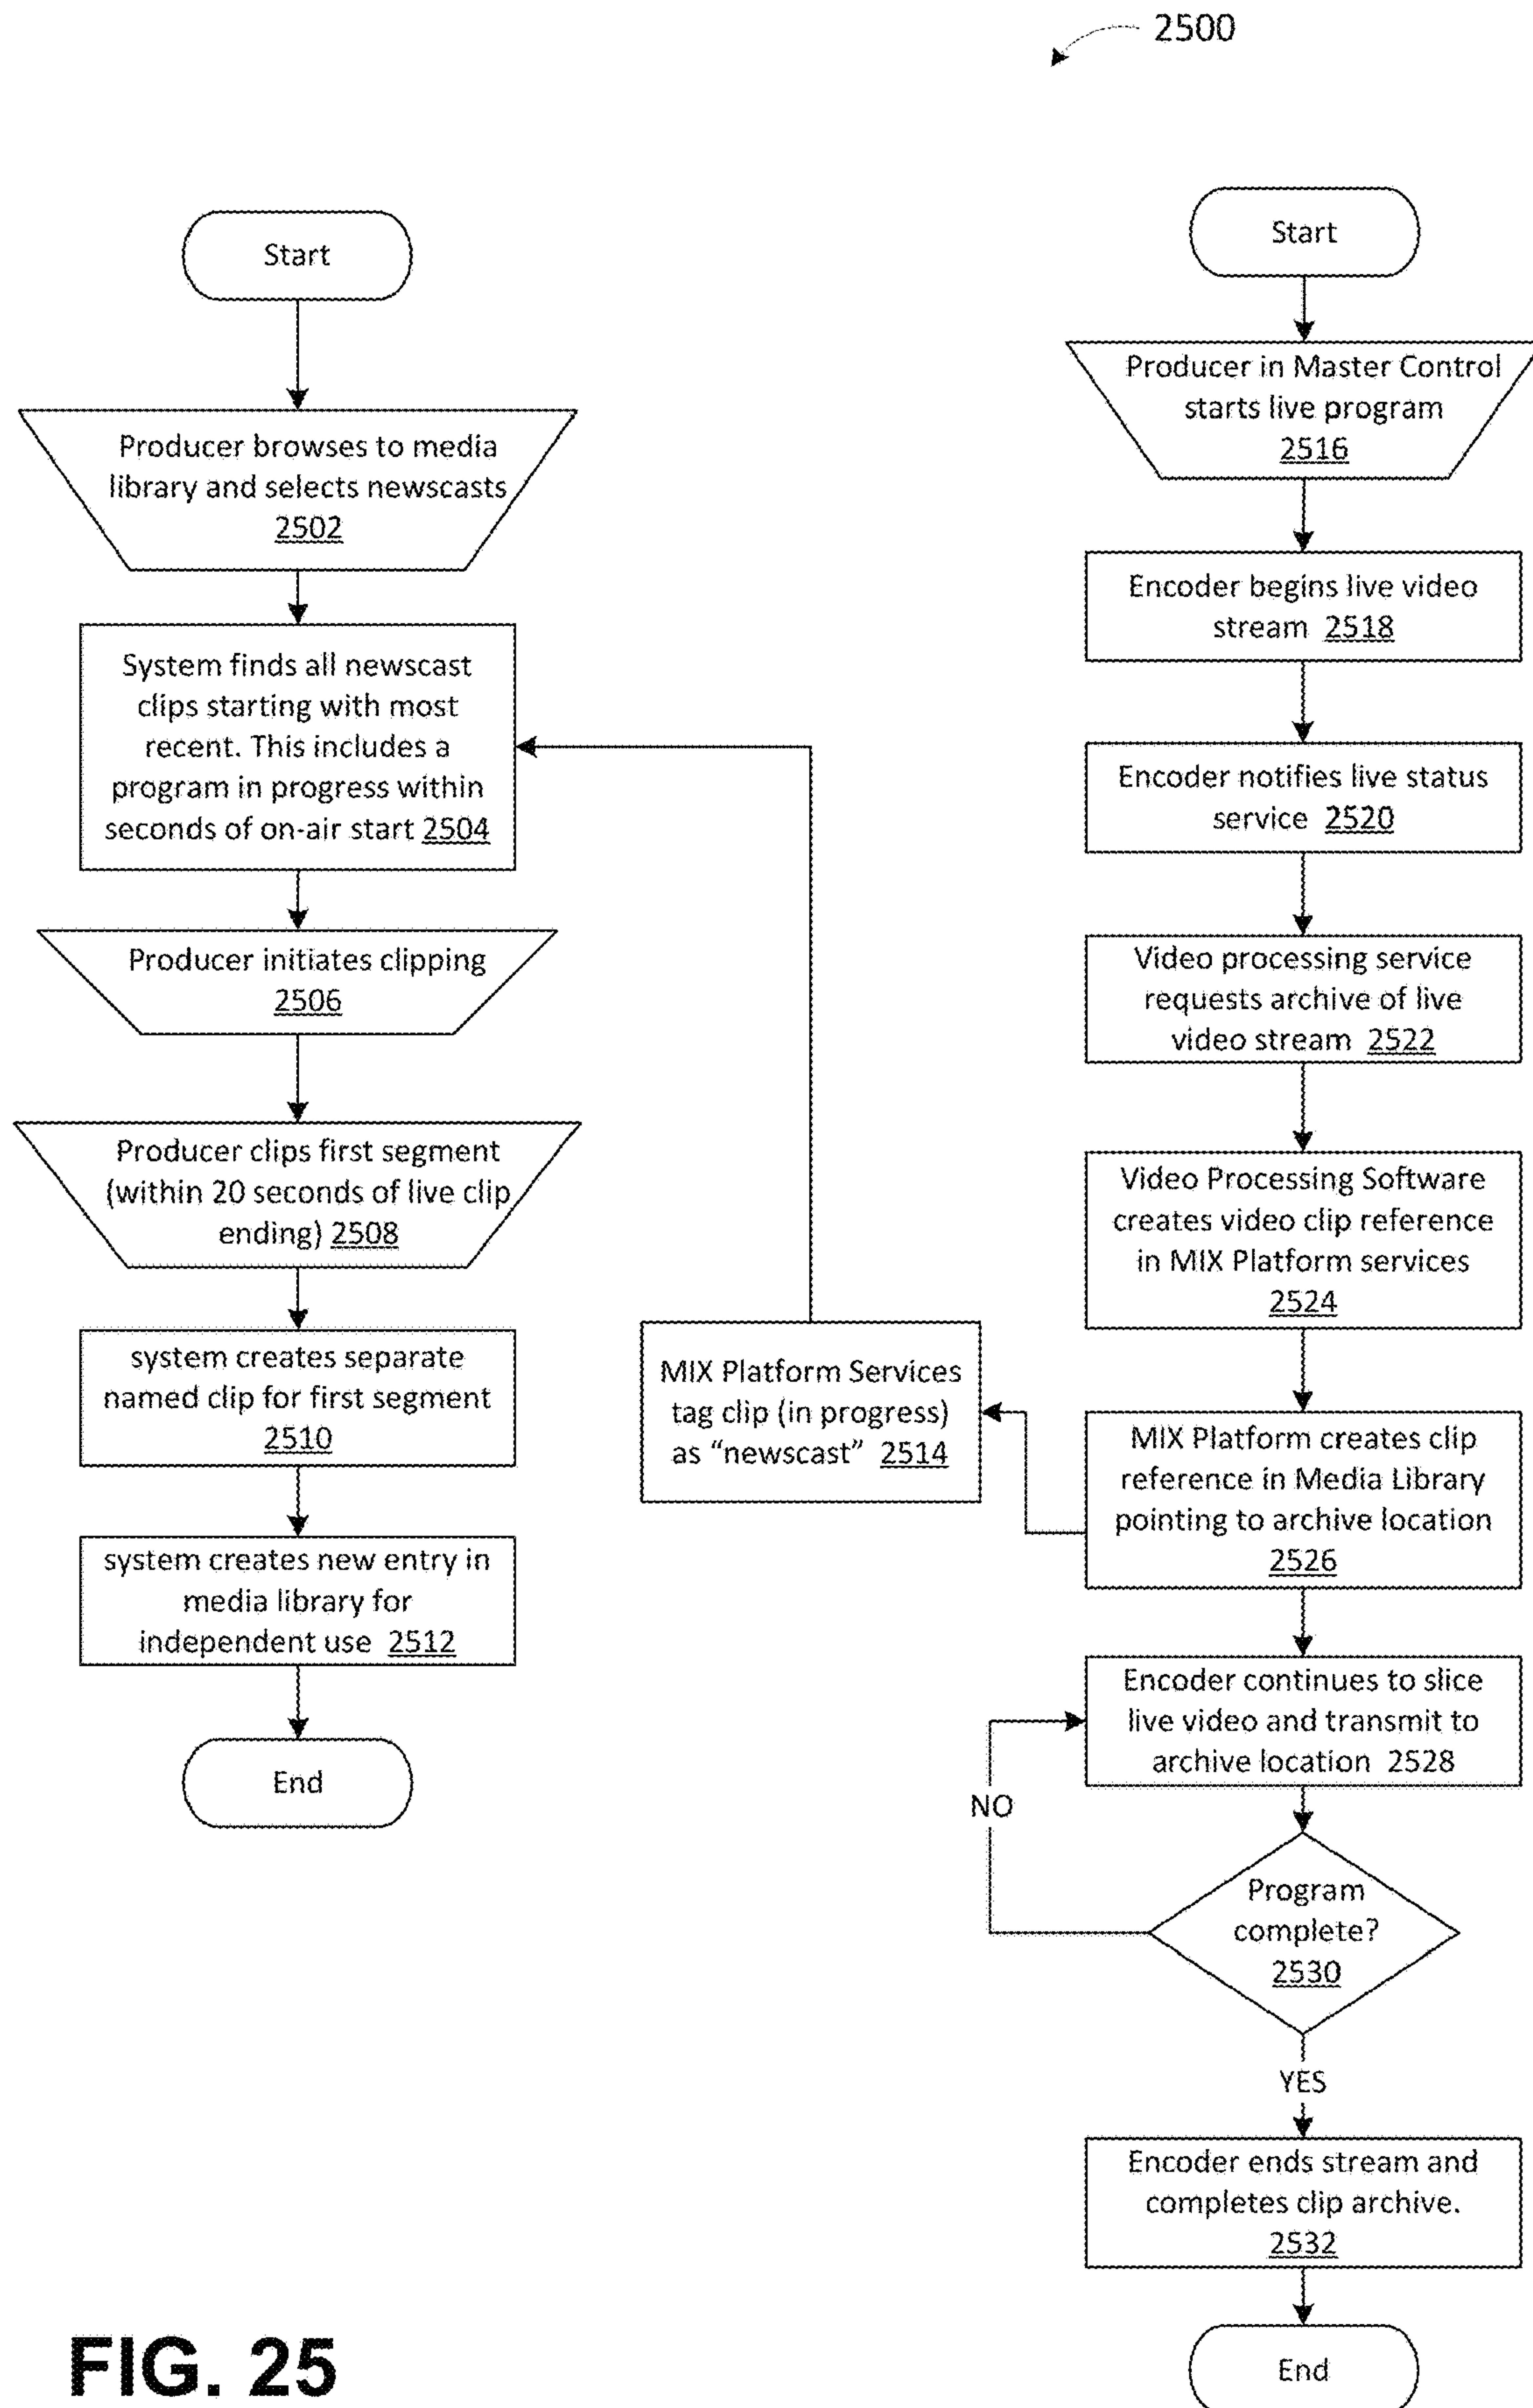 2500
Start
Producer browses to media
library and selects newscasts
2502
System finds all newscast
clips starting with most
recent. This includes a
program in progress within
seconds of on-air start 2504
Producer initiates clipping
2506
Producer clips first segment
(within 20 seconds of live clip
ending) 2508
system creates separate
named clip for first segment
2510
system creates new entry in
media library for
independent use 2512
End
MIX Platform Services
tag clip (in progress)
as “newscast” 2514
Start
Producer in Master Control
starts live program
2516
Encoder begins live video
stream 2518
Encoder notifies live status
service 2520
Video processing service
requests archive of live
video stream 2522
Video Processing Software
creates video clip reference
in MIX Platform services
2524
MIX Platform creates clip
reference in Media Library
pointing to archive location
2526
Encoder continues to slice
live video and transmit to
archive location 2528
NO
Program
complete?
2530
YES
Encoder ends stream and
completes clip archive.
2532
End
FIG. 25